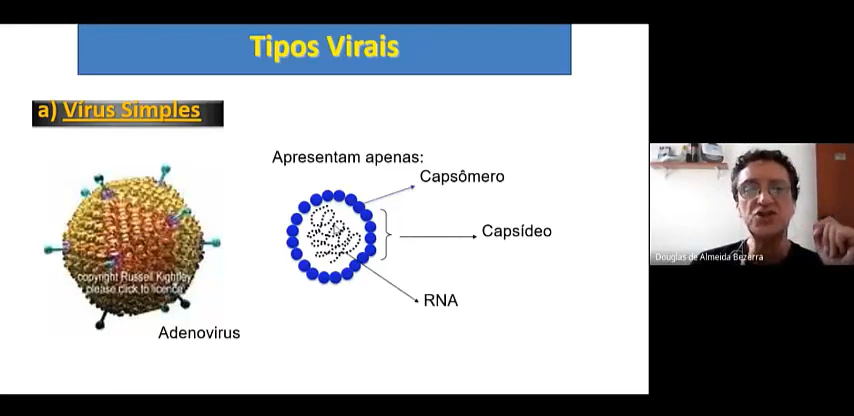 Tipos Virais
a) Vírus Simples
Apresentam apenas:
Capsômero
Capsídeo
RNA
copyright Russell Kightley
please click to licence
Adenovirus
Douglas de Almeida Bezerra